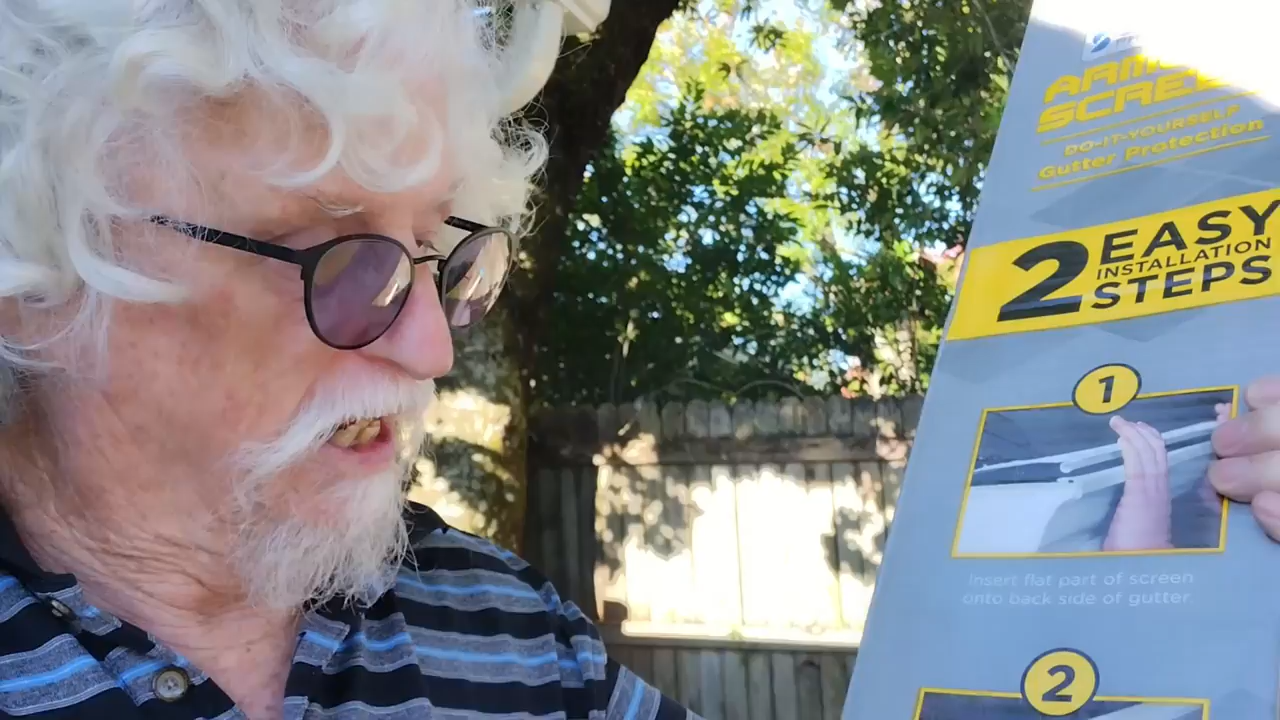 SCREE
DO-IT-YOURSELF
Gutter Protection
2 EASY
INSTALLATION
STEPS
1
Insert flat part of screen
onto back side of gutter.
2